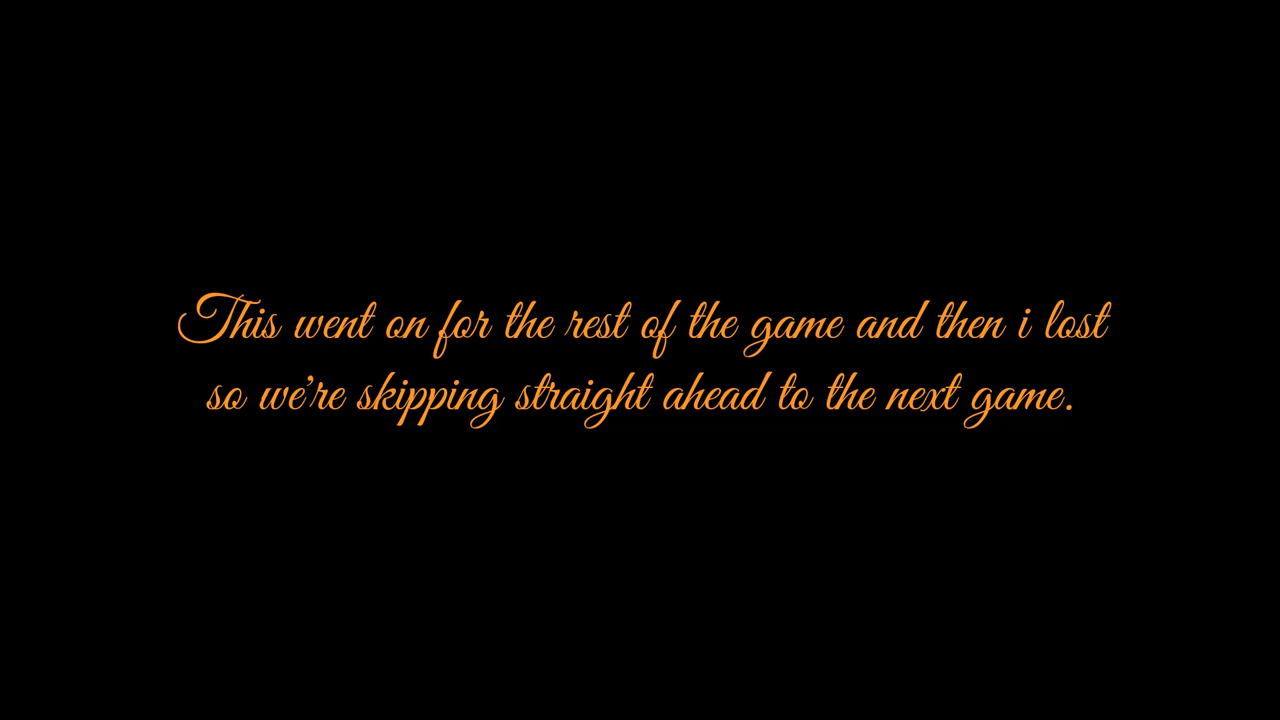 This went on for the rest of the game and then i lost
so we're skipping straight ahead to the next game.